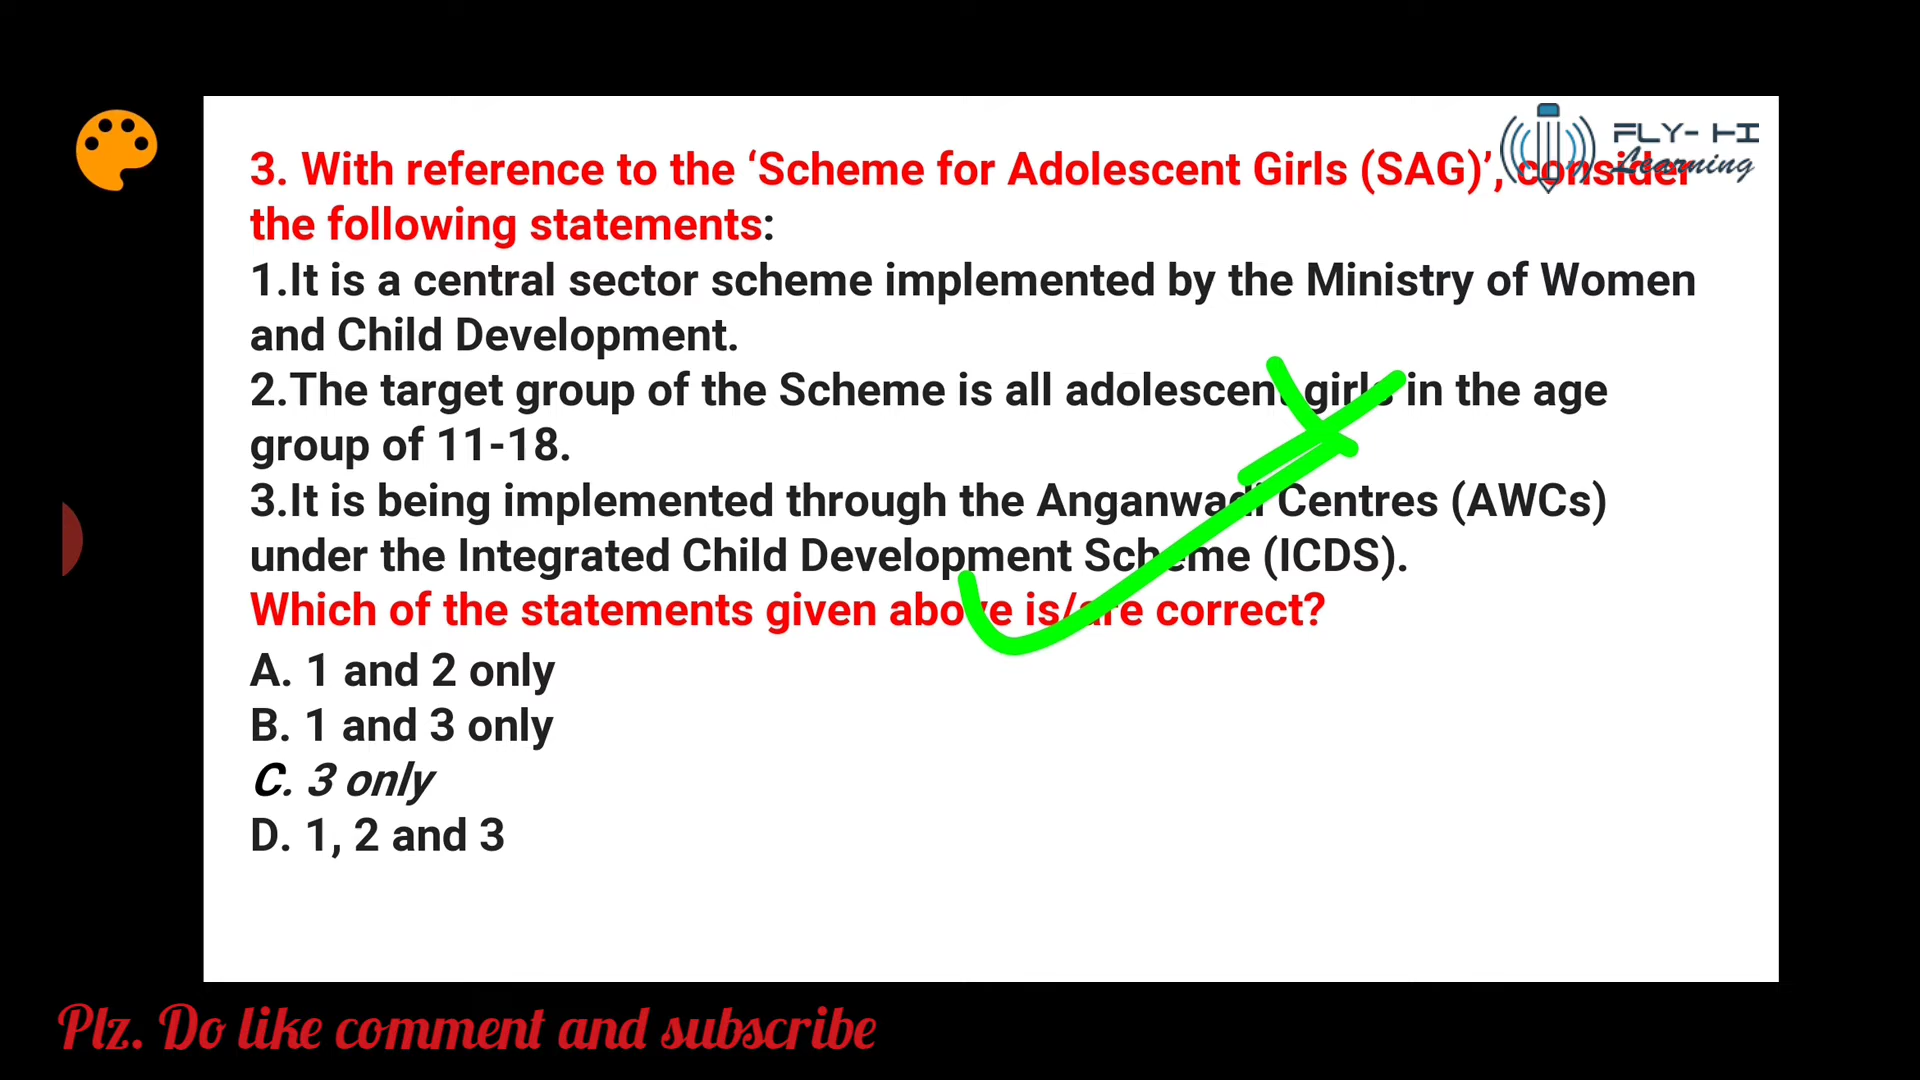 FLY-HI
Learning
3. With reference to the ‘Scheme for Adolescent Girls (SAG)’, consider
the following statements:
1.It is a central sector scheme implemented by the Ministry of Women
and Child Development.
2.The target group of the Scheme is all adolescent girls in the age
group of 11-18.
3.It is being implemented through the Anganwadi Centres (AWCs)
under the Integrated Child Development Scheme (ICDS).
Which of the statements given above is/are correct?
A. 1 and 2 only
B. 1 and 3 only
C. 3 only
D. 1, 2 and 3
Plz. Do like comment and subscribe